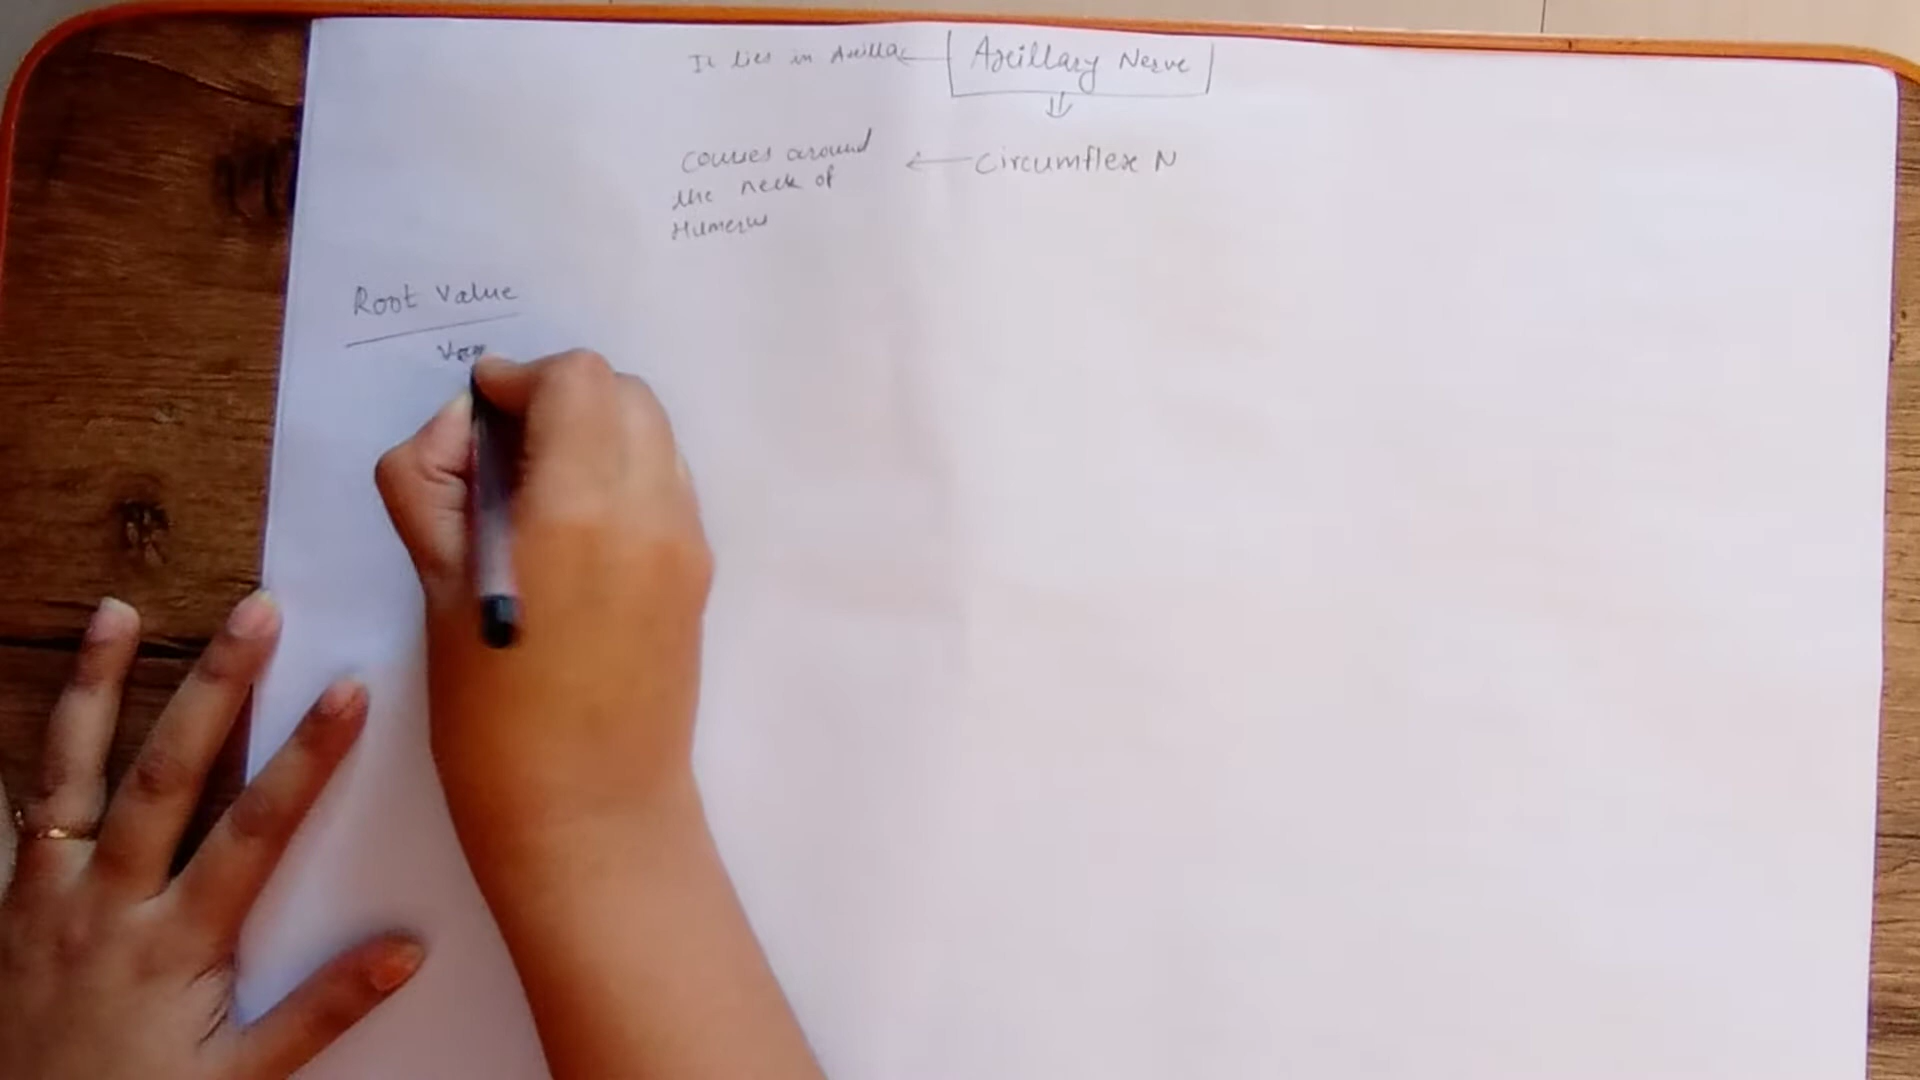 It lies in Axilla
Axillary Nerve
Courses around
the neck of
Humerus
Circumflex N
Root Value